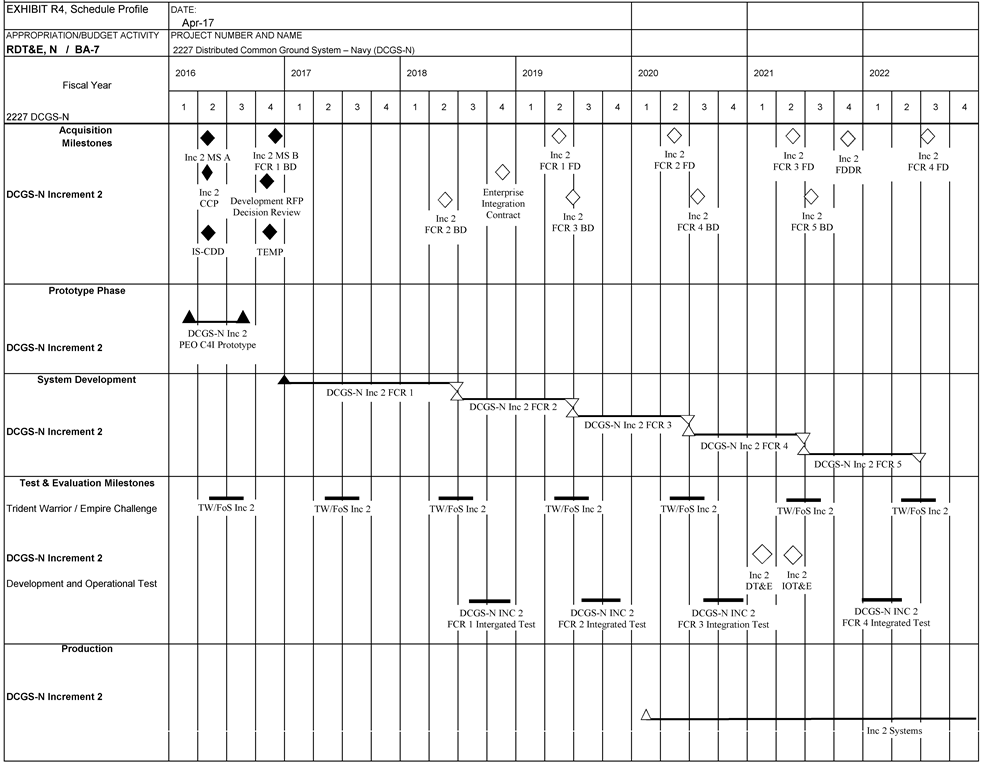 EXHIBIT R4, Schedule Profile
DATE:
Apr-17
APPROPRIATION/BUDGET ACTIVITY
PROJECT NUMBER AND NAME
RDT&E, N / BA-7
2227 Distributed Common Ground System – Navy (DCGS-N)
Fiscal Year
2016 2017 2018 2019 2020 2021 2022
1 2 3 4 1 2 3 4 1 2 3 4 1 2 3 4 1 2 3 4 1 2 3 4 1 2 3 4
2227 DCGS-N
Acquisition
Milestones
DCGS-N Increment 2
Inc 2 MS A
Inc 2 MS B
FCR 1 BD
Inc 2
CCP
Development RFP
Decision Review
IS-CDD
TEMP
Inc 2
FCR 2 BD
Enterprise
Integration
Contract
Inc 2
FCR 1 FD
Inc 2
FCR 3 BD
Inc 2
FCR 2 FD
Inc 2
FCR 4 BD
Inc 2
FCR 3 FD
Inc 2
FDDR
Inc 2
FCR 5 BD
Inc 2
FCR 4 FD
Prototype Phase
DCGS-N Increment 2
DCGS-N Inc 2
PEO C4I Prototype
System Development
DCGS-N Increment 2
DCGS-N Inc 2 FCR 1
DCGS-N Inc 2 FCR 2
DCGS-N Inc 2 FCR 3
DCGS-N Inc 2 FCR 4
DCGS-N Inc 2 FCR 5
Test & Evaluation Milestones
Trident Warrior / Empire Challenge
TW/FoS Inc 2
TW/FoS Inc 2
TW/FoS Inc 2
TW/FoS Inc 2
TW/FoS Inc 2
TW/FoS Inc 2
TW/FoS Inc 2
DCGS-N Increment 2
Development and Operational Test
Inc 2
DT&E
Inc 2
IOT&E
DCGS-N INC 2
FCR 1 Intergated Test
DCGS-N INC 2
FCR 2 Integrated Test
DCGS-N INC 2
FCR 3 Integration Test
DCGS-N INC 2
FCR 4 Integrated Test
Production
DCGS-N Increment 2
Inc 2 Systems